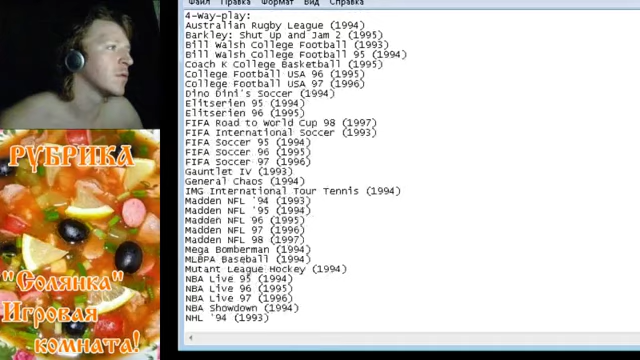 Файл Правка Формат Вид Справка
4-way-play:
Australian Rugby League (1994)
Barkley: Shut Up and Jam 2 (1995)
Bill Walsh College Football (1993)
Bill Walsh College Football 95 (1994)
Coach K College Basketball (1995)
College Football USA 96 (1995)
College Football USA 97 (1996)
Dino Dini's Soccer (1994)
Elitserien 95 (1994)
Elitserien 96 (1995)
FIFA Road to World Cup 98 (1997)
FIFA International Soccer (1993)
FIFA Soccer 95 (1994)
FIFA Soccer 96 (1995)
FIFA Soccer 97 (1996)
Gauntlet IV (1993)
General Chaos (1994)
IMG International Tour Tennis (1994)
Madden NFL '94 (1993)
Madden NFL '95 (1994)
Madden NFL 96 (1995)
Madden NFL 97 (1996)
Madden NFL 98 (1997)
Mega Bomberman (1994)
MLBPA Baseball (1994)
Mutant League Hockey (1994)
NBA Live 95 (1994)
NBA Live 96 (1995)
NBA Live 97 (1996)
NBA Showdown (1994)
NHL '94 (1993)
РУБРИКА
"Солянка"
Игровая
комната!